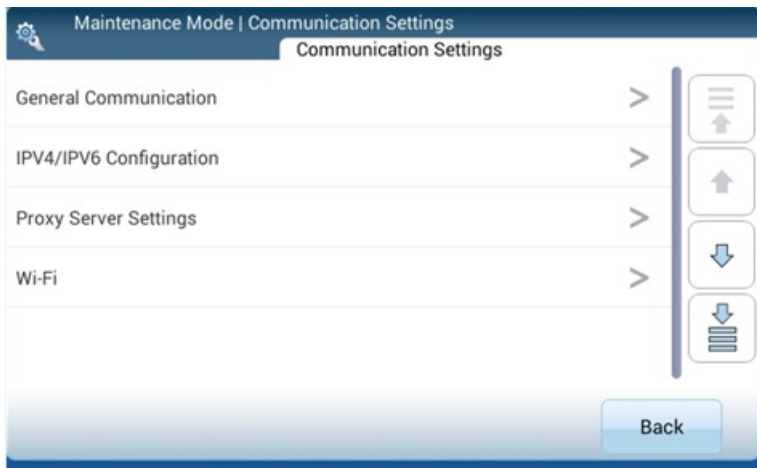 Maintenance Mode | Communication Settings
Communication Settings
General Communication
IPV4/IPV6 Configuration
Proxy Server Settings
Wi-Fi
Back